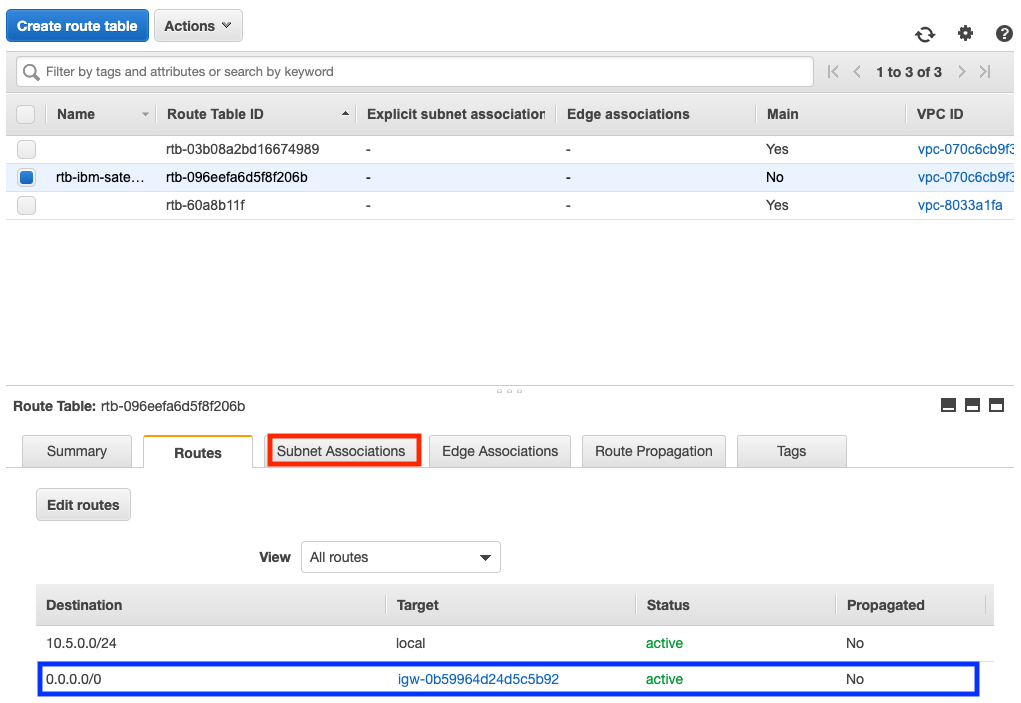 Create route table Actions
Filter by tags and attributes or search by keyword 1 to 3 of 3
Name Route Table ID Explicit subnet association Edge associations Main VPC ID
rtb-03b08a2bd16674989 - - Yes vpc-070c6cb9f3
rtb-ibm-sate… rtb-096eefa6d5f8f206b - - No vpc-070c6cb9f3
rtb-60a8b11f - - Yes vpc-8033a1fa
Route Table: rtb-096eefa6d5f8f206b
Summary Routes Subnet Associations Edge Associations Route Propagation Tags
Edit routes
View All routes
Destination Target Status Propagated
10.5.0.0/24 local active No
0.0.0.0/0 igw-0b59964d24d5c5b92 active No